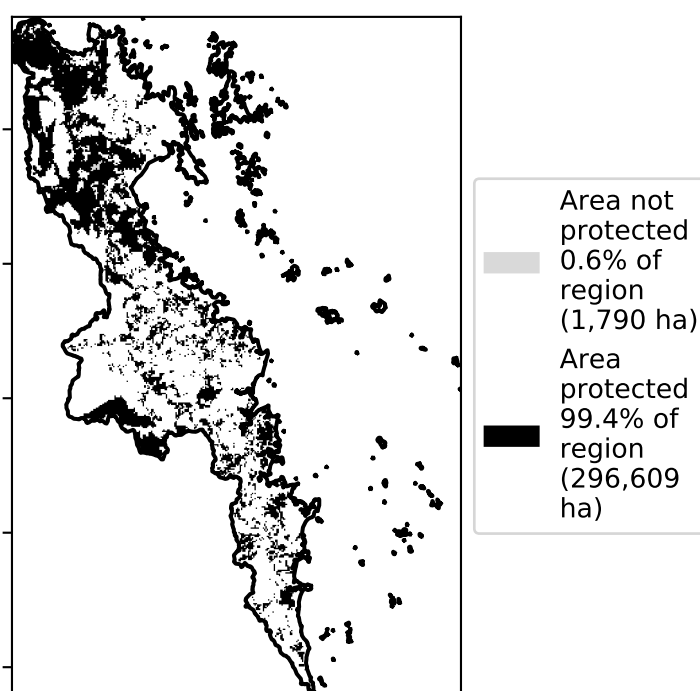 Area not
protected
0.6% of
region
(1,790 ha)
Area
protected
99.4% of
region
(296,609
ha)